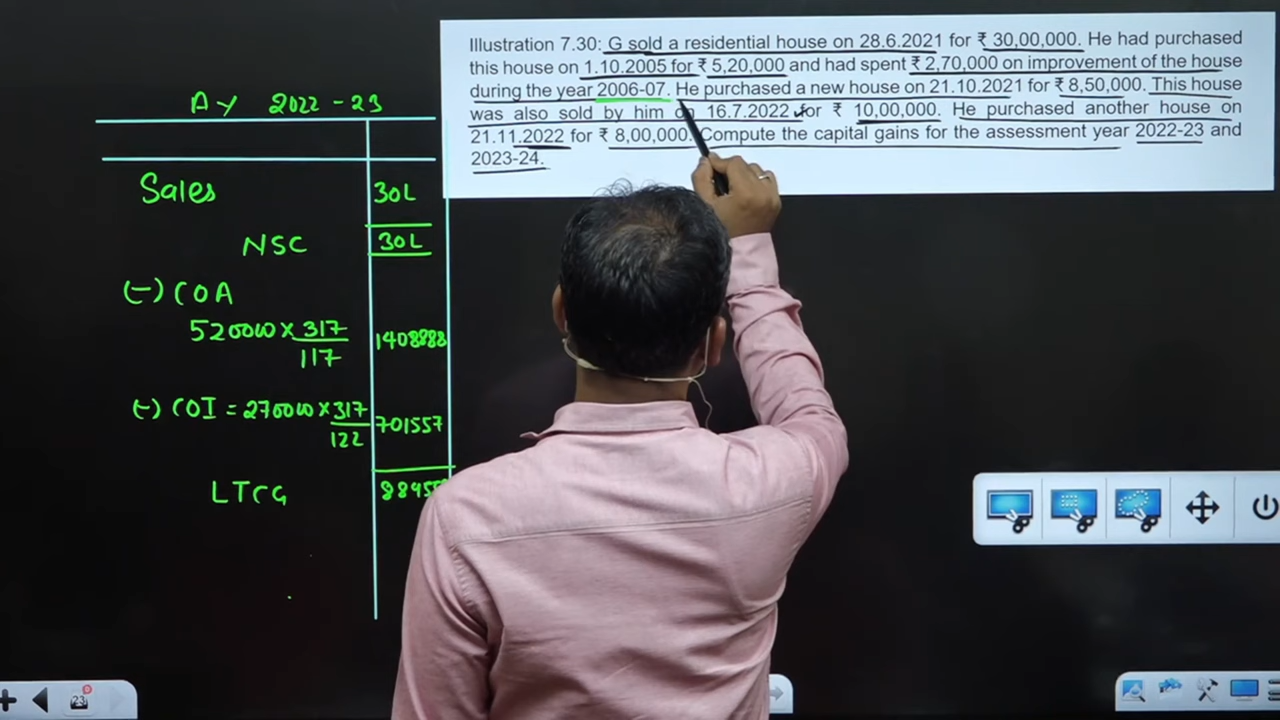 Illustration 7.30: G sold a residential house on 28.6.2021 for ₹ 30,00,000. He had purchased
this house on 1.10.2005 for ₹ 5,20,000 and had spent ₹ 2,70,000 on improvement of the house
during the year 2006-07. He purchased a new house on 21.10.2021 for ₹ 8,50,000. This house
was also sold by him on 16.7.2022 for ₹ 10,00,000. He purchased another house on
21.11.2022 for ₹ 8,00,000. Compute the capital gains for the assessment year 2022-23 and
2023-24.
AY 2022-23
Sales 30L
NSC 30L
(-) COA
520000 × 317
117
1408888
(-) COI = 270000 × 317
122
701557
LTCG
23